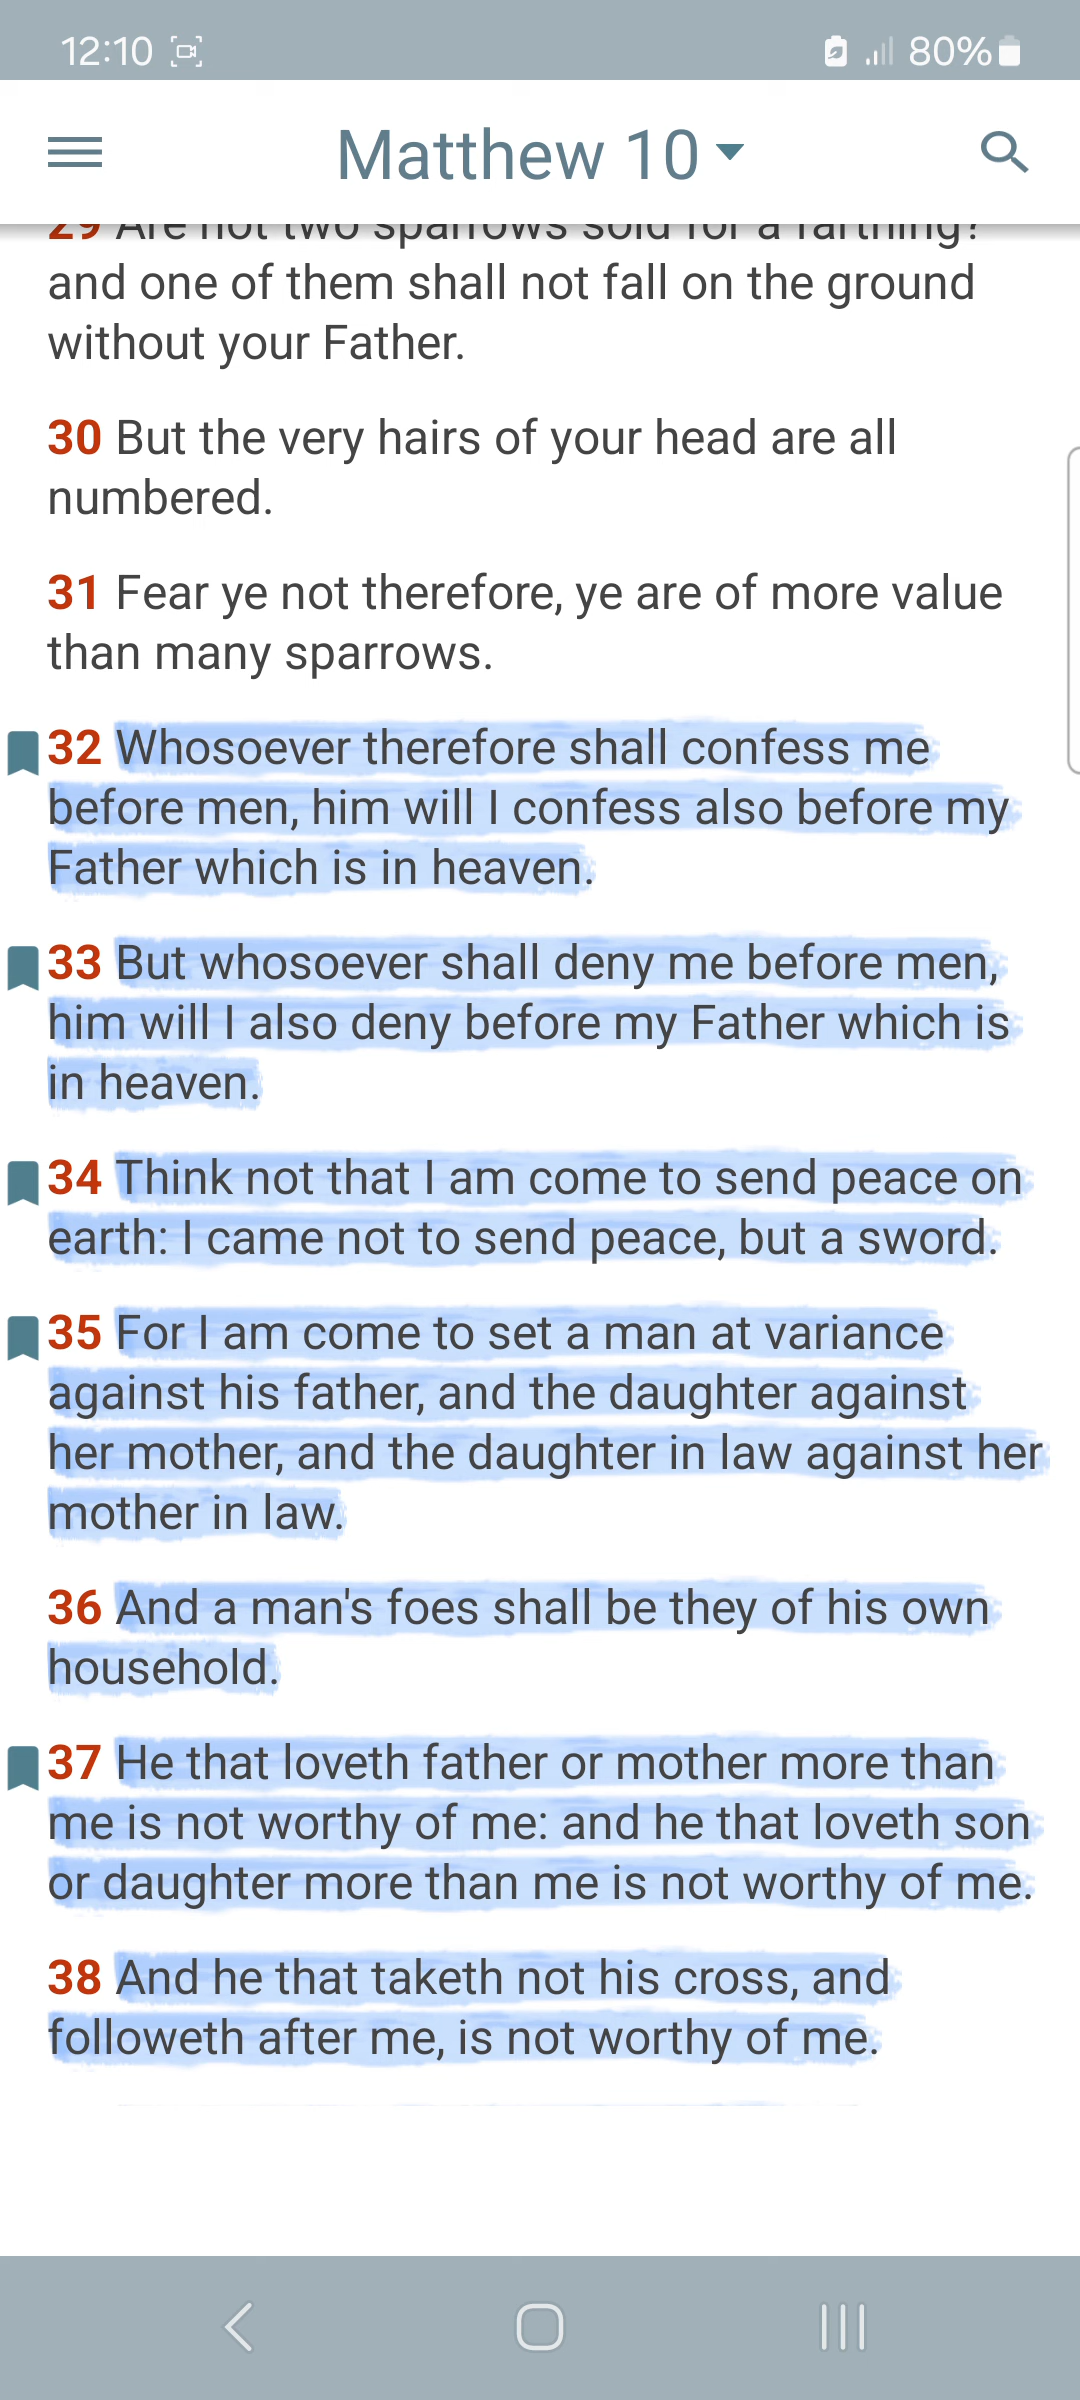 12:10
80%
Matthew 10
29 Are not two sparrows sold for a farthing?
and one of them shall not fall on the ground
without your Father.
30 But the very hairs of your head are all
numbered.
31 Fear ye not therefore, ye are of more value
than many sparrows.
32 Whosoever therefore shall confess me
before men, him will I confess also before my
Father which is in heaven.
33 But whosoever shall deny me before men,
him will I also deny before my Father which is
in heaven.
34 Think not that I am come to send peace on
earth: I came not to send peace, but a sword.
35 For I am come to set a man at variance
against his father, and the daughter against
her mother, and the daughter in law against her
mother in law.
36 And a man's foes shall be they of his own
household.
37 He that loveth father or mother more than
me is not worthy of me: and he that loveth son
or daughter more than me is not worthy of me.
38 And he that taketh not his cross, and
followeth after me, is not worthy of me.